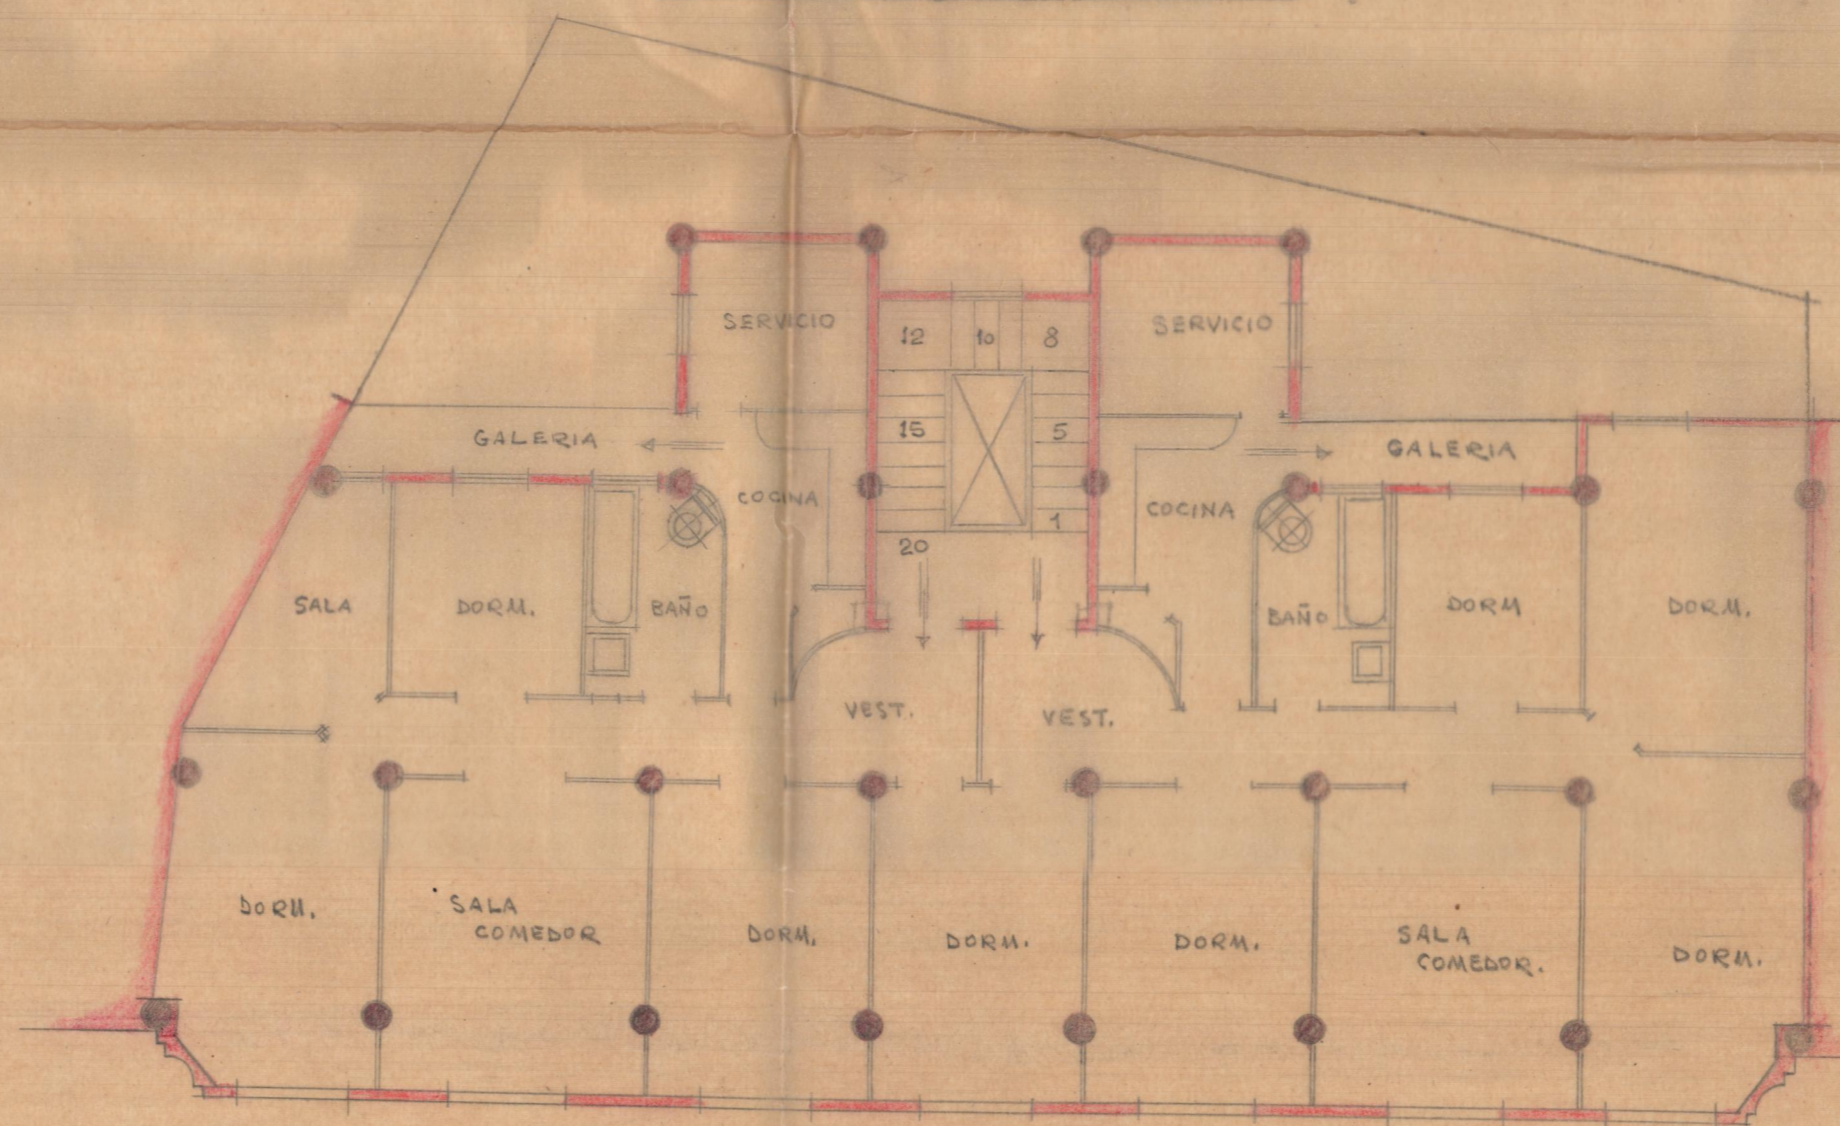 SERVICIO
SERVICIO
12
10
8
GALERIA
15
5
GALERIA
COCINA
COCINA
1
20
SALA
DORM.
BAÑO
BAÑO
DORM
DORM.
VEST.
VEST.
DORM.
SALA
COMEDOR
DORM.
DORM.
DORM.
SALA
COMEDOR.
DORM.